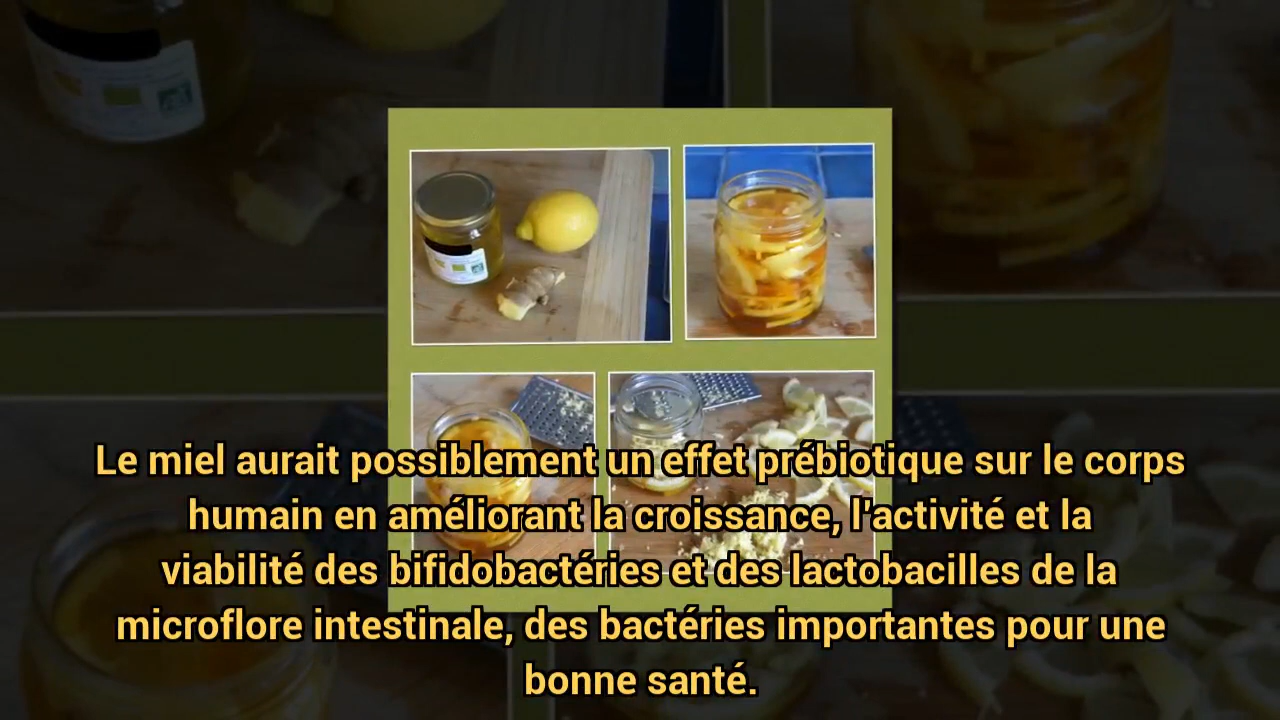 Le miel aurait possiblement un effet prébiotique sur le corps
humain en améliorant la croissance, l'activité et la
viabilité des bifidobactéries et des lactobacilles de la
microflore intestinale, des bactéries importantes pour une
bonne santé.